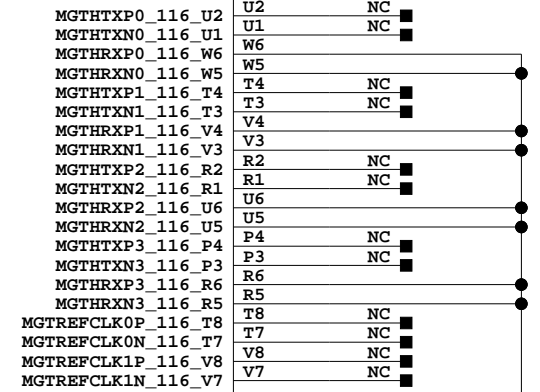 MGTHTXP0_116_U2 U2 NC
MGTHTXN0_116_U1 U1 NC
MGTHRXP0_116_W6 W6
MGTHRXN0_116_W5 W5
MGTHTXP1_116_T4 T4 NC
MGTHTXN1_116_T3 T3 NC
MGTHRXP1_116_V4 V4
MGTHRXN1_116_V3 V3
MGTHTXP2_116_R2 R2 NC
MGTHTXN2_116_R1 R1 NC
MGTHRXP2_116_U6 U6
MGTHRXN2_116_U5 U5
MGTHTXP3_116_P4 P4 NC
MGTHTXN3_116_P3 P3 NC
MGTHRXP3_116_R6 R6
MGTHRXN3_116_R5 R5
MGTREFCLK0P_116_T8 T8 NC
MGTREFCLK0N_116_T7 T7 NC
MGTREFCLK1P_116_V8 V8 NC
MGTREFCLK1N_116_V7 V7 NC